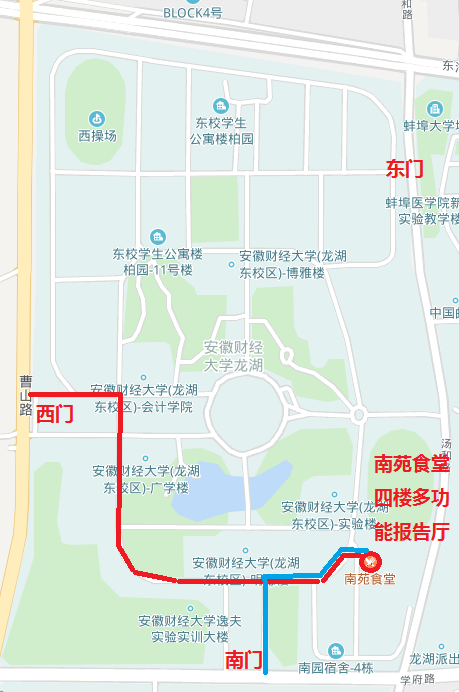 BLOCK4号
和
路
东
西操场
东校学生
公寓楼柏园
蚌埠大学
东门
蚌埠医学院新
实验教学楼
东校学生公寓楼
柏园-11号楼
安徽财经大学(龙湖
东校区)-博雅楼
中国
安徽财经
大学龙湖
曹山路
安徽财经大学(龙湖
东校区)-会计学院
西门
汤和
南苑食堂
四楼多功
能报告厅
安徽财经大学(龙湖
东校区)-广学楼
安徽财经大学(龙湖
东校区)-实验楼
安徽财经大学(龙湖
东校区)-明
南苑食堂
安徽财经大学逸夫
实验实训大楼
南门
南园宿舍-4栋
龙湖派出
学府路